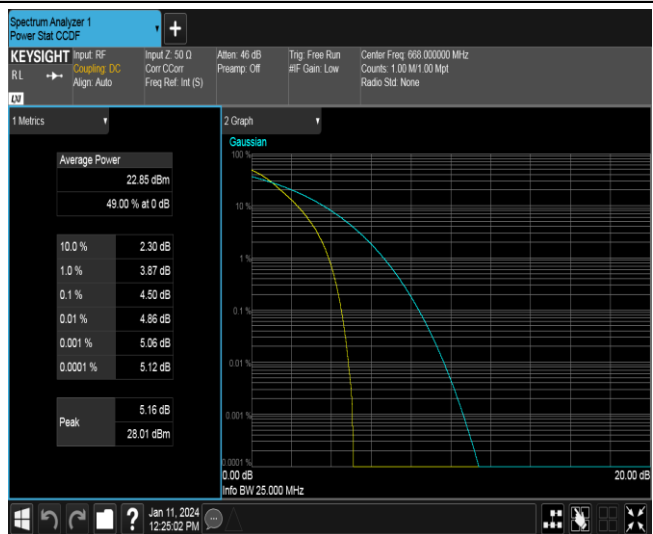 Spectrum Analyzer 1
Power Stat CCDF
+
KEYSIGHT
RL
LXI
Input: RF
Coupling: DC
Align: Auto
Input Z: 50 Ω
Corr CCorr
Freq Ref: Int (S)
Atten: 46 dB
Preamp: Off
Trig: Free Run
#IF Gain: Low
Center Freq: 668.000000 MHz
Counts: 1.00 M/1.00 Mpt
Radio Std: None
1 Metrics
Average Power
22.85 dBm
49.00 % at 0 dB
10.0 % 2.30 dB
1.0 % 3.87 dB
0.1 % 4.50 dB
0.01 % 4.86 dB
0.001 % 5.06 dB
0.0001 % 5.12 dB
Peak
5.16 dB
28.01 dBm
2 Graph
Gaussian
100 %
10 %
1 %
0.1 %
0.01 %
0.001 %
0.0001 %
0.00 dB 20.00 dB
Info BW 25.000 MHz
?
Jan 11, 2024
12:25:02 PM